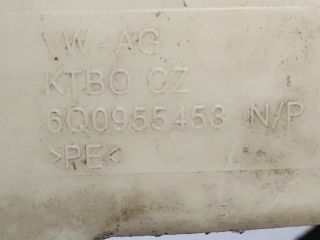 VW-AG
KTBO CZ
6Q0955453 N/P
>PE<